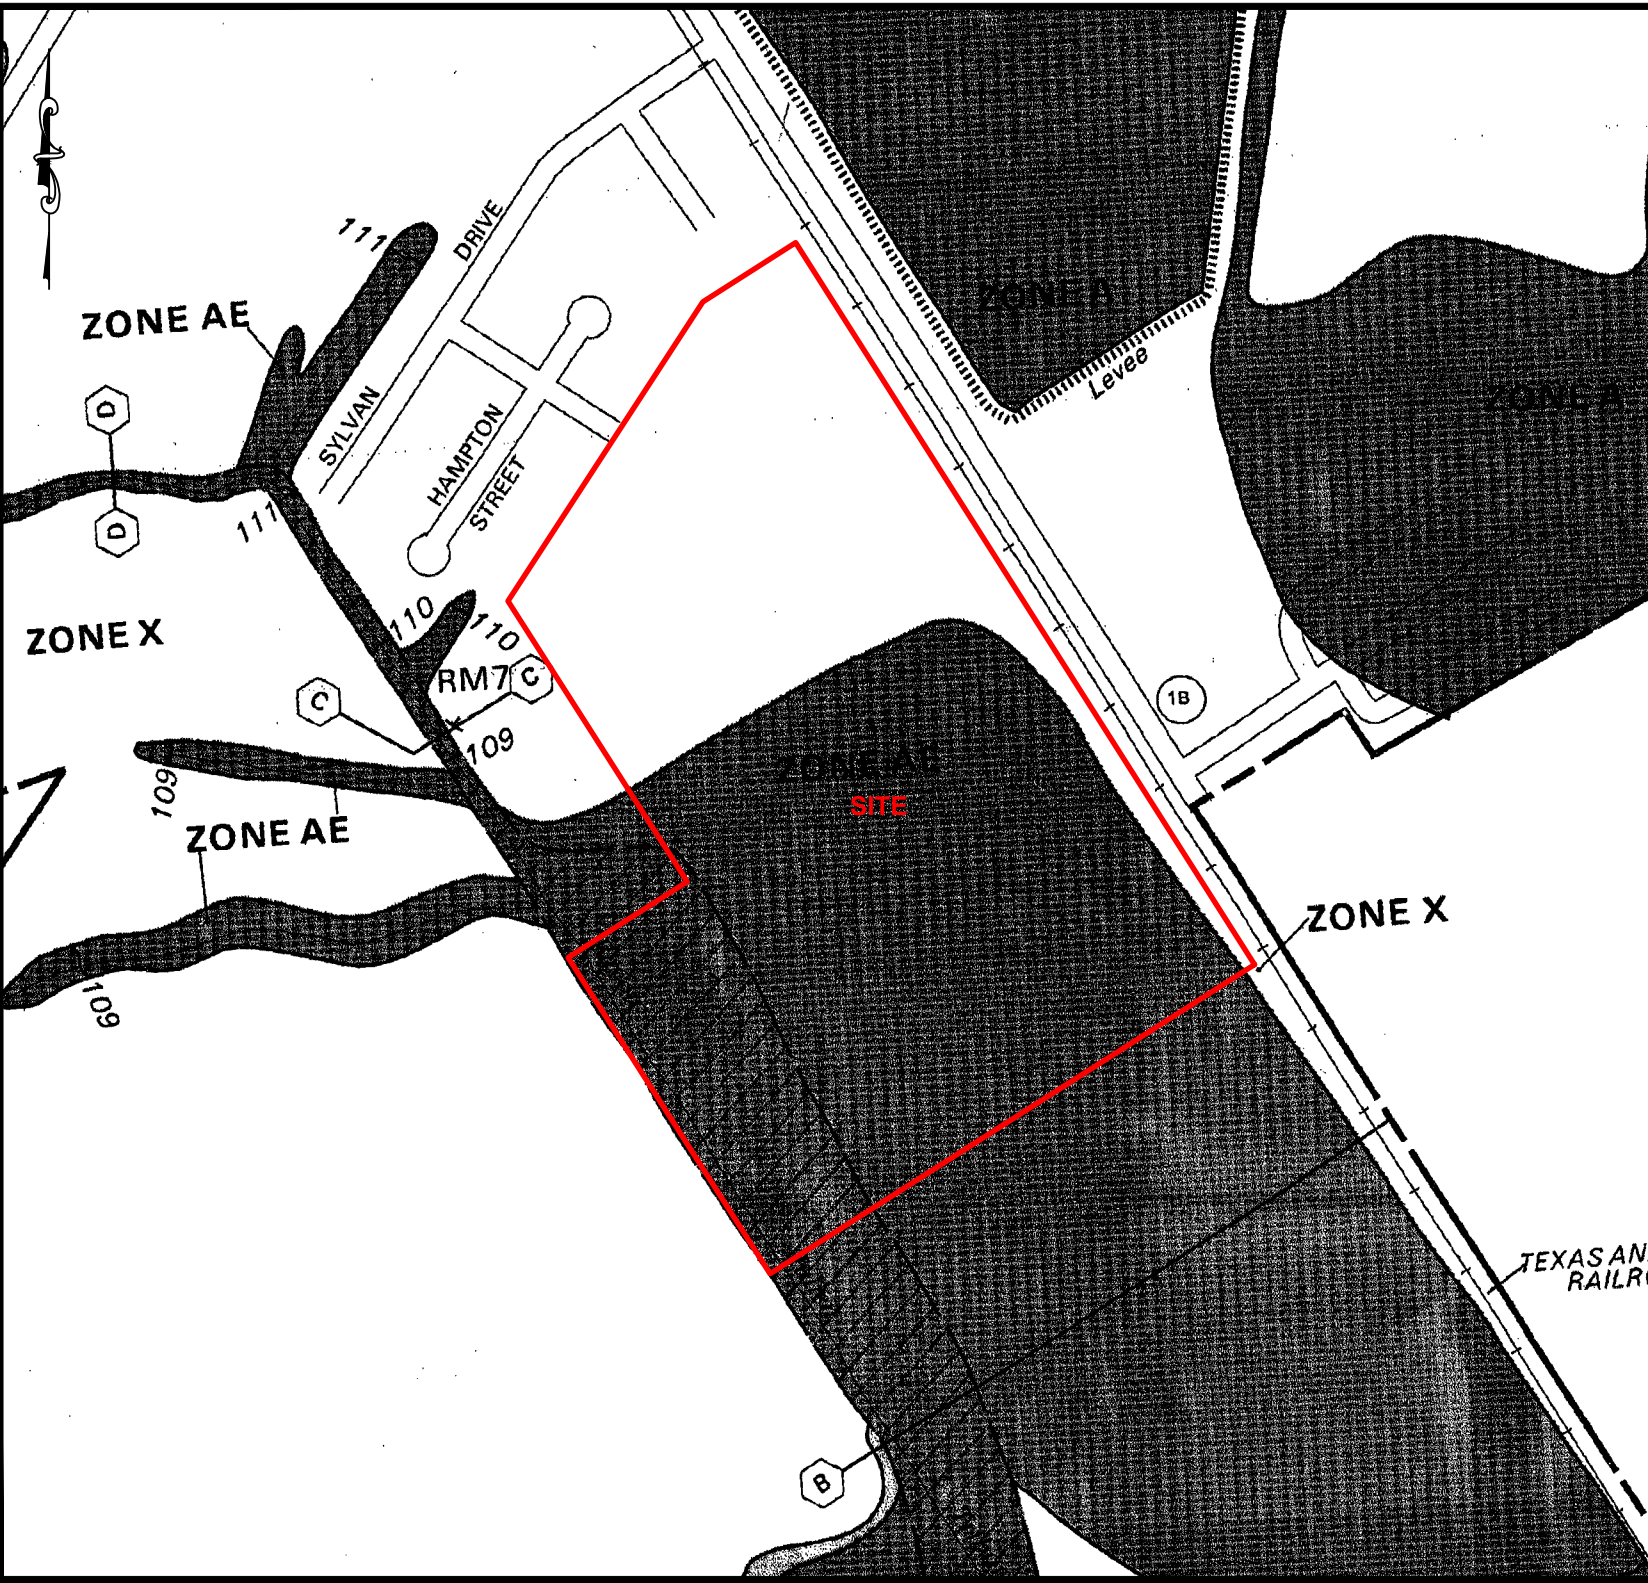 111
DRIVE
ZONE A
ZONE AE
Levee
ZONE A
SYLVAN
D
HAMPTON
STREET
111
D
110
110
ZONE X
RM7
C
C
1B
109
ZONE AE
109
SITE
ZONE AE
ZONE X
109
TEXAS AN
RAILR
B